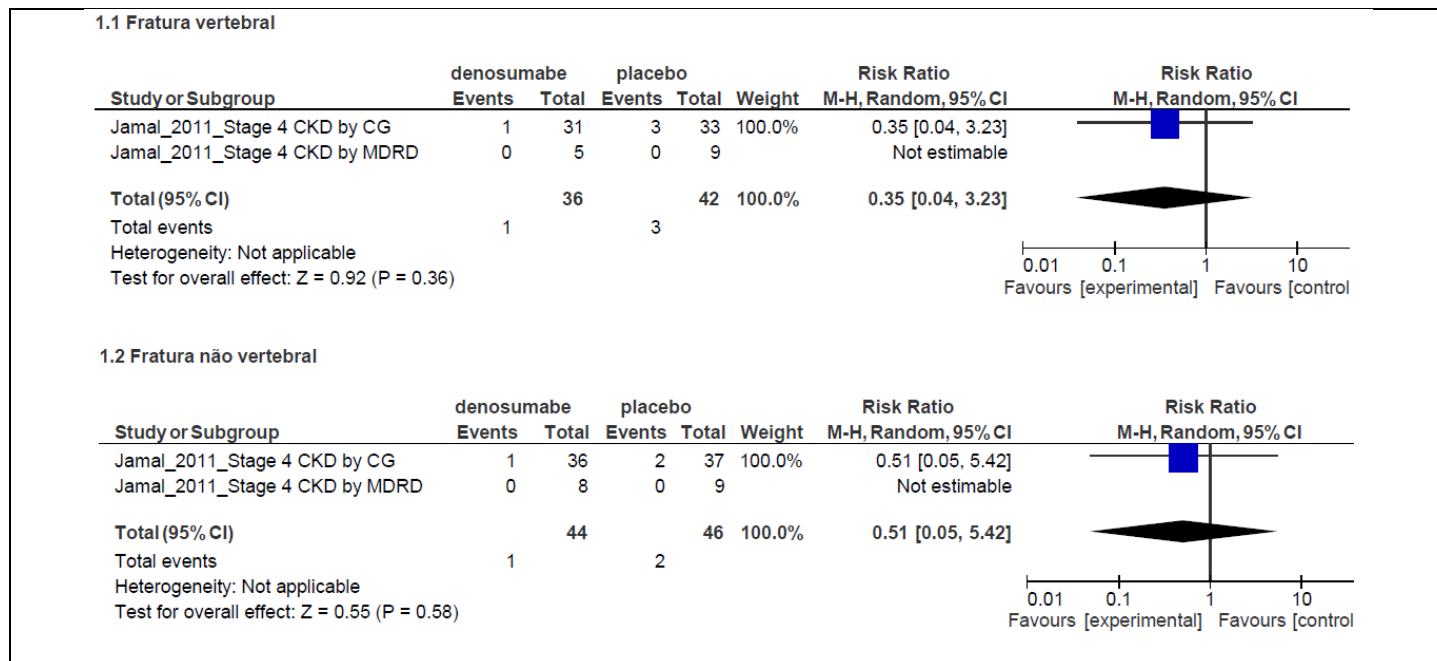 1.1 Fratura vertebral
denosumabe placebo Risk Ratio Risk Ratio
Study or Subgroup Events Total Events Total Weight M-H, Random, 95% CI M-H, Random, 95% CI
Jamal_2011_Stage 4 CKD by CG 1 31 3 33 100.0% 0.35 [0.04, 3.23]
Jamal_2011_Stage 4 CKD by MDRD 0 5 0 9 Not estimable
Total (95% CI) 36 42 100.0% 0.35 [0.04, 3.23]
Total events 1 3
Heterogeneity: Not applicable
Test for overall effect: Z = 0.92 (P = 0.36)
0.01 0.1 1 10
Favours [experimental] Favours [control
1.2 Fratura não vertebral
denosumabe placebo Risk Ratio Risk Ratio
Study or Subgroup Events Total Events Total Weight M-H, Random, 95% CI M-H, Random, 95% CI
Jamal_2011_Stage 4 CKD by CG 1 36 2 37 100.0% 0.51 [0.05, 5.42]
Jamal_2011_Stage 4 CKD by MDRD 0 8 0 9 Not estimable
Total (95% CI) 44 46 100.0% 0.51 [0.05, 5.42]
Total events 1 2
Heterogeneity: Not applicable
Test for overall effect: Z = 0.55 (P = 0.58)
0.01 0.1 1 10
Favours [experimental] Favours [control